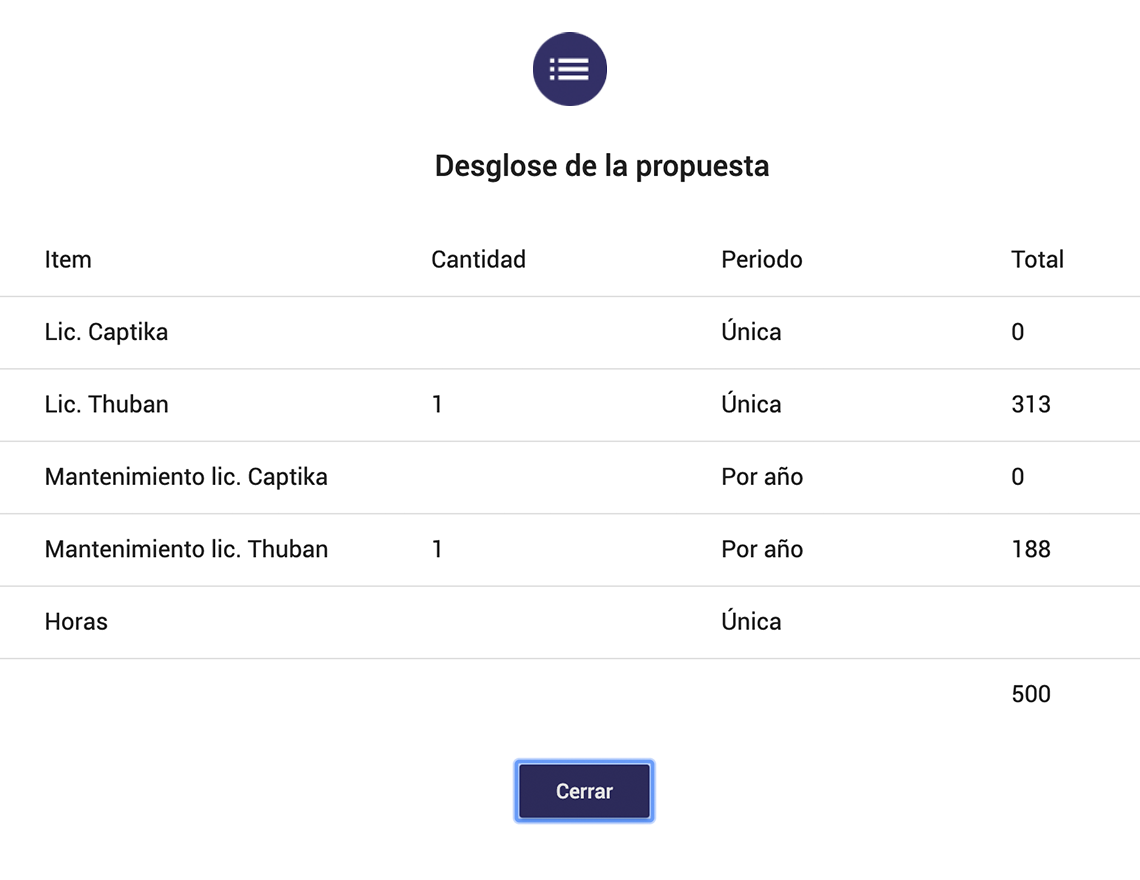 Desglose de la propuesta
Item Cantidad Periodo Total
Lic. Captika Única 0
Lic. Thuban 1 Única 313
Mantenimiento lic. Captika Por año 0
Mantenimiento lic. Thuban 1 Por año 188
Horas Única
500
Cerrar